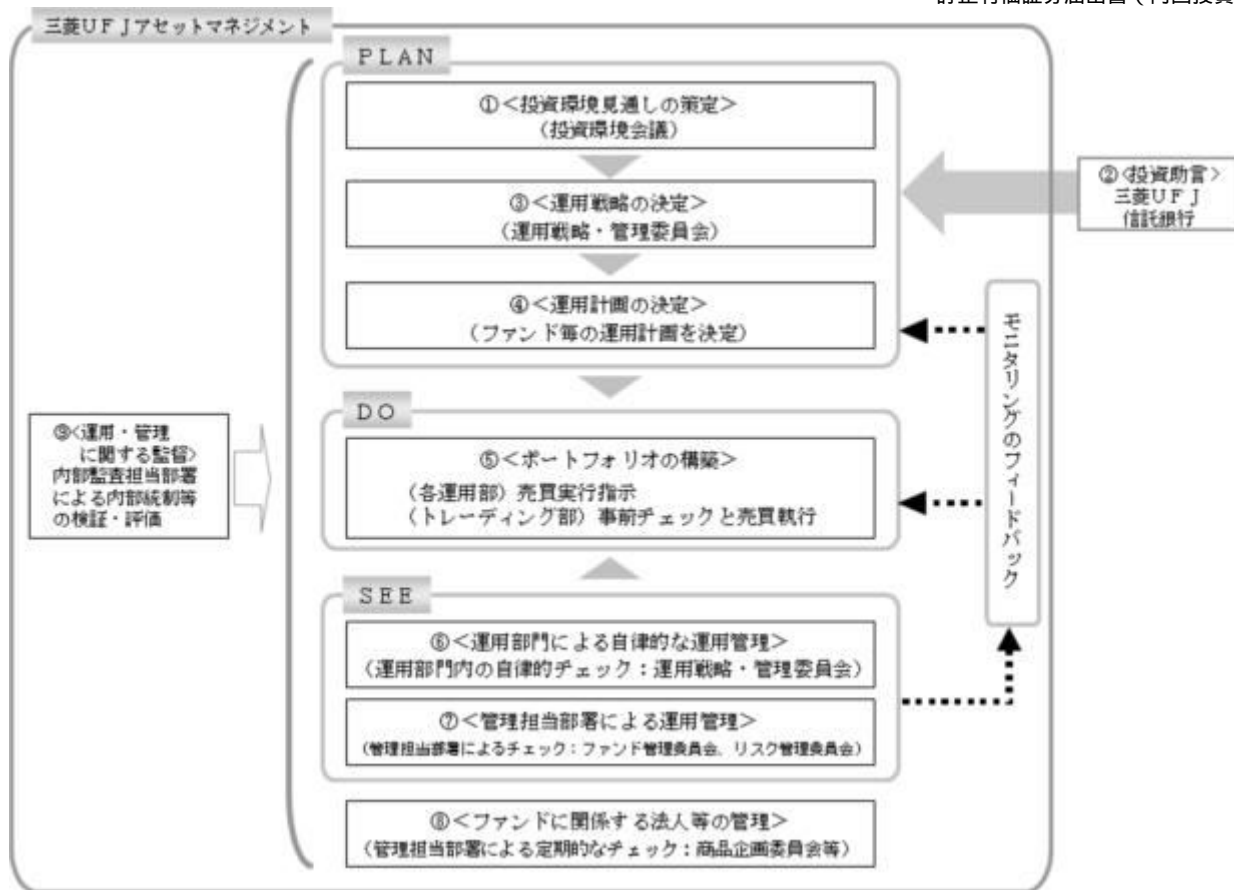 三菱ＵＦＪアセットマネジメント
ＰＬＡＮ
①＜投資環境見通しの策定＞
（投資環境会議）
②＜投資助言＞
三菱ＵＦＪ
信託銀行
③＜運用戦略の決定＞
（運用戦略・管理委員会）
④＜運用計画の決定＞
（ファンド毎の運用計画を決定）
モニタリングのフィードバック
ＤＯ
⑤＜ポートフォリオの構築＞
（各運用部）売買実行指示
（トレーディング部）事前チェックと売買執行
⑨＜運用・管理
に関する監督＞
内部監査担当部署
による内部統制等
の検証・評価
ＳＥＥ
⑥＜運用部門による自律的な運用管理＞
（運用部門内の自律的チェック：運用戦略・管理委員会）
⑦＜管理担当部署による運用管理＞
（管理担当部署によるチェック：ファンド管理委員会、リスク管理委員会）
⑧＜ファンドに関係する法人等の管理＞
（管理担当部署による定期的なチェック：商品企画委員会等）